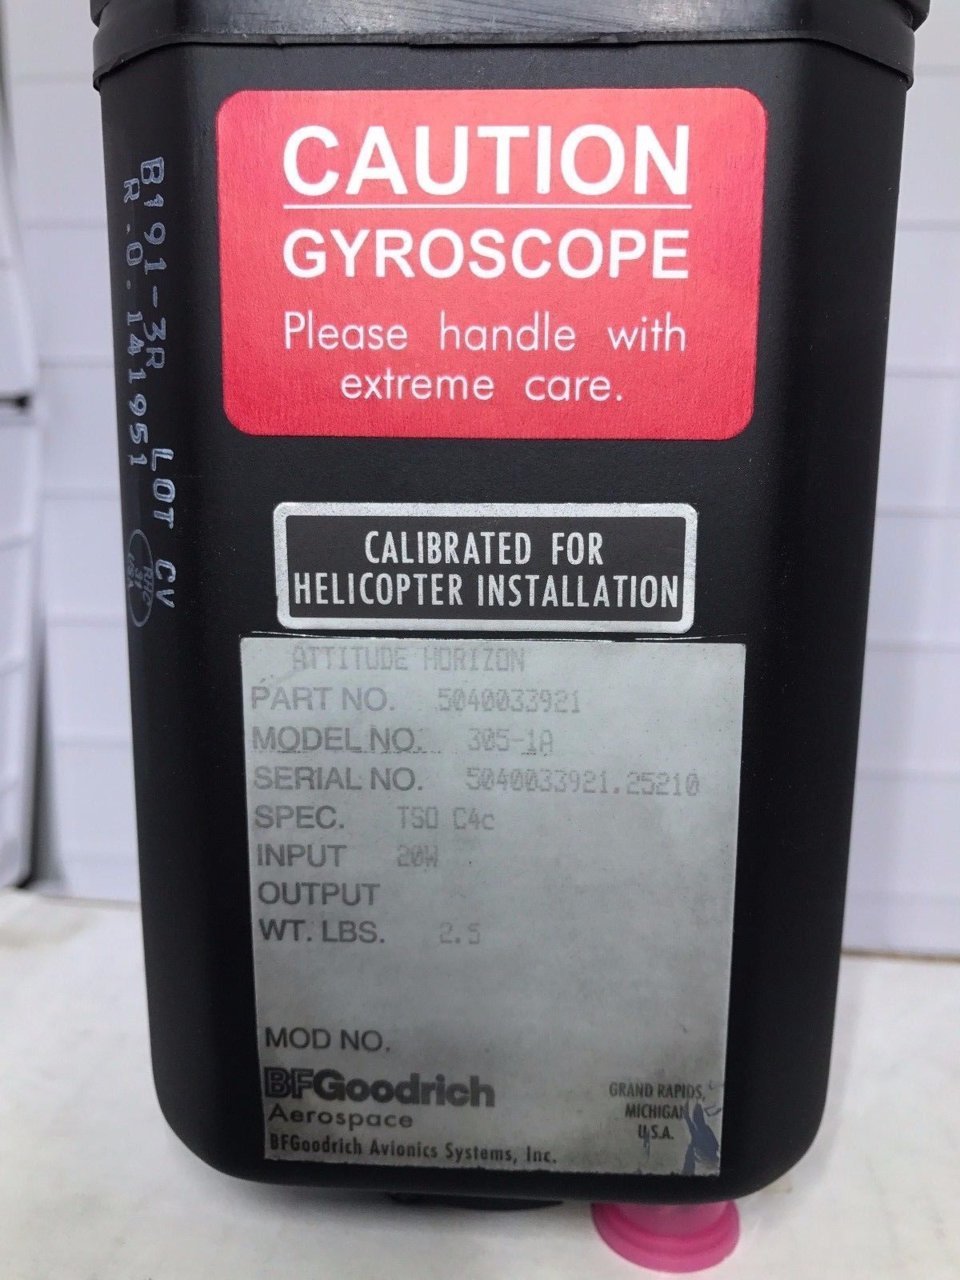 CAUTION
GYROSCOPE
Please handle with
extreme care.
B191-3R LOT CV
R.O.141951
CALIBRATED FOR
HELICOPTER INSTALLATION
ATTITUDE HORIZON
PART NO. 5040033921
MODEL NO. 305-1A
SERIAL NO. 5040033921.25210
SPEC. TSO C4c
INPUT 20W
OUTPUT
WT. LBS. 2.5
MOD NO.
BFGoodrich
Aerospace
BFGoodrich Avionics Systems, Inc.
GRAND RAPIDS,
MICHIGAN
U.S.A.